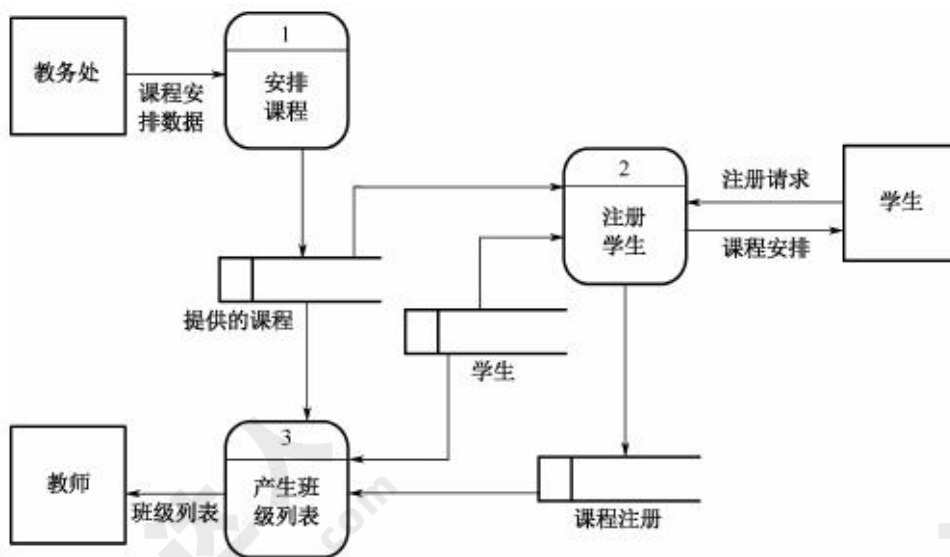 1
教务处
安排
课程
课程安
排数据
2
注册请求
学生
注册
学生
课程安排
提供的课程
学生
3
教师
产生班
级列表
班级列表
课程注册
com